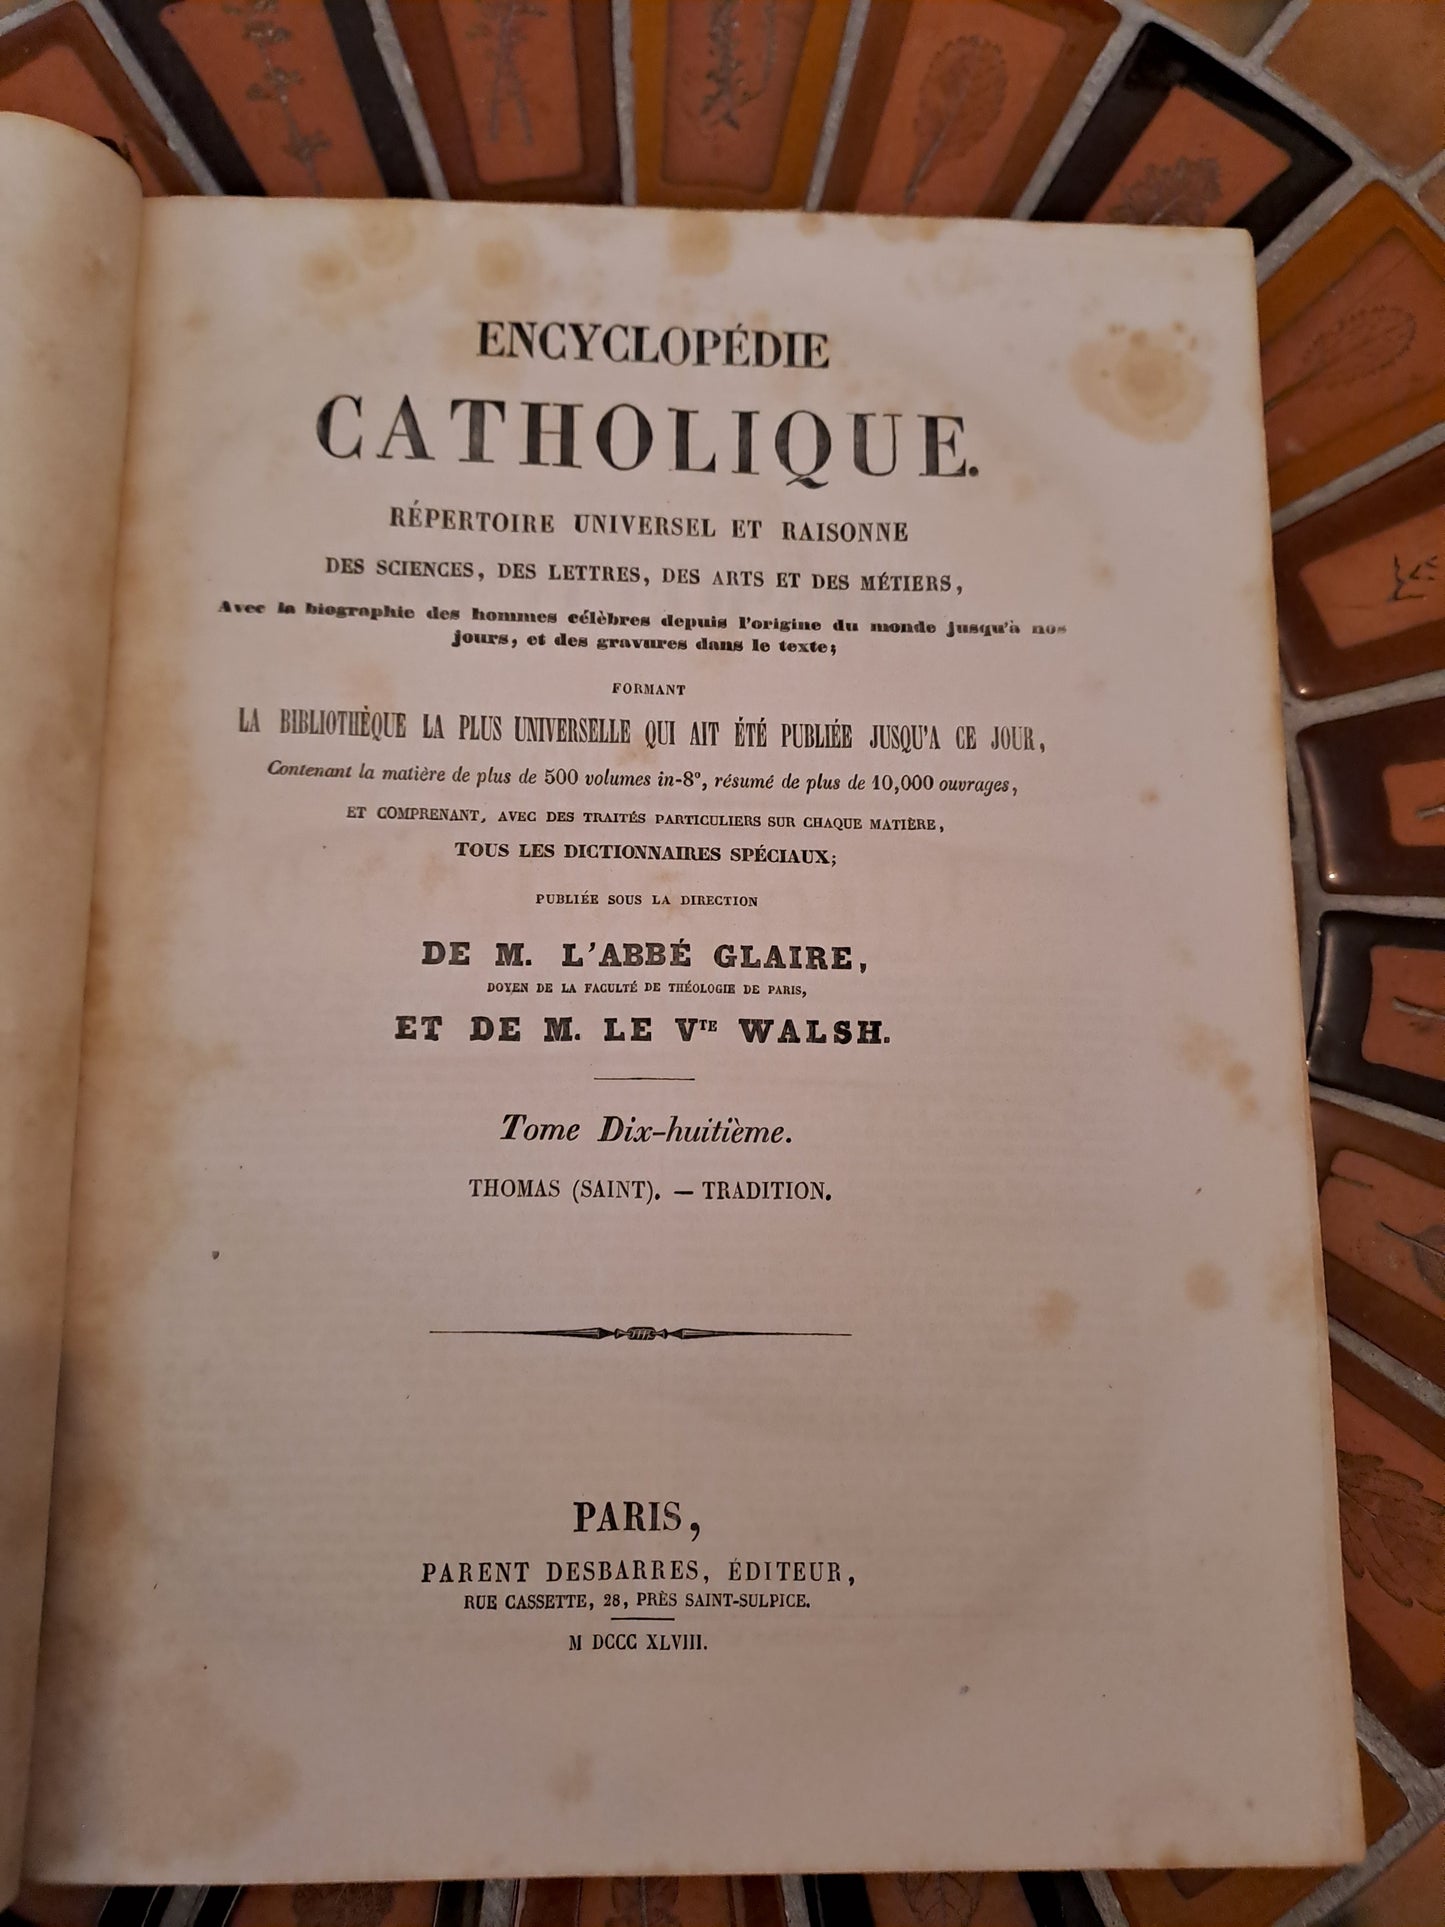 ENCYCLOPÉDIE
CATHOLIQUE.
RÉPERTOIRE UNIVERSEL ET RAISONNE
DES SCIENCES, DES LETTRES, DES ARTS ET DES MÉTIERS,
Avec la biographie des hommes célèbres depuis l'origine du monde jusqu'à nos
jours, et des gravures dans le texte;
FORMANT
LA BIBLIOTHÈQUE LA PLUS UNIVERSELLE QUI AIT ÉTÉ PUBLIÉE JUSQU'A CE JOUR,
Contenant la matière de plus de 500 volumes in-8°, résumé de plus de 10,000 ouvrages,
ET COMPRENANT, AVEC DES TRAITÉS PARTICULIERS SUR CHAQUE MATIÈRE,
TOUS LES DICTIONNAIRES SPÉCIAUX;
PUBLIÉE SOUS LA DIRECTION
DE M. L'ABBÉ GLAIRE,
DOYEN DE LA FACULTÉ DE THÉOLOGIE DE PARIS,
ET DE M. LE VTE WALSH.
Tome Dix-huitième.
THOMAS (SAINT). — TRADITION.
PARIS,
PARENT DESBARRES, ÉDITEUR,
RUE CASSETTE, 28, PRÈS SAINT-SULPICE.
M DCCC XLVIII.